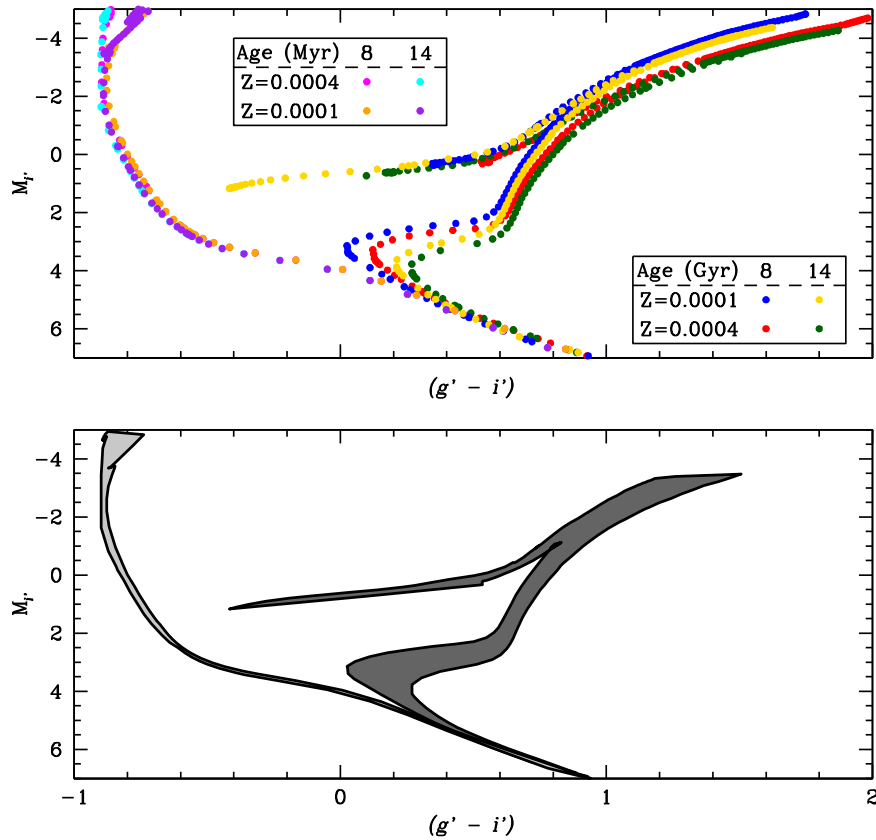 -4
-2
0
2
4
6
M_i'
Age (Myr) 8 14
Z=0.0004
Z=0.0001
Age (Gyr) 8 14
Z=0.0001
Z=0.0004
(g' - i')
-4
-2
0
2
4
6
M_i'
-1 0 1 2
(g' - i')